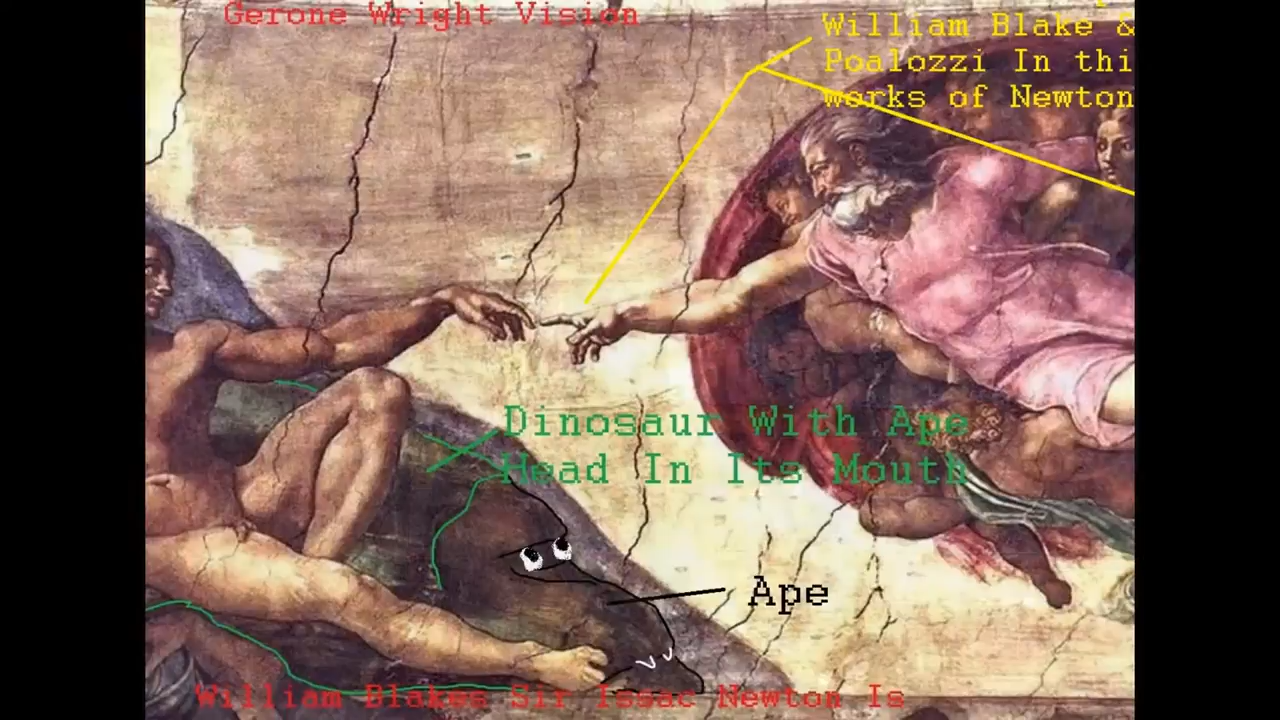 Gerone Wright Vision
William Blake &
Poalozzi In thi
works of Newton
Dinosaur With Ape
Head In Its Mouth
Ape
William Blakes Sir Issac Newton Is